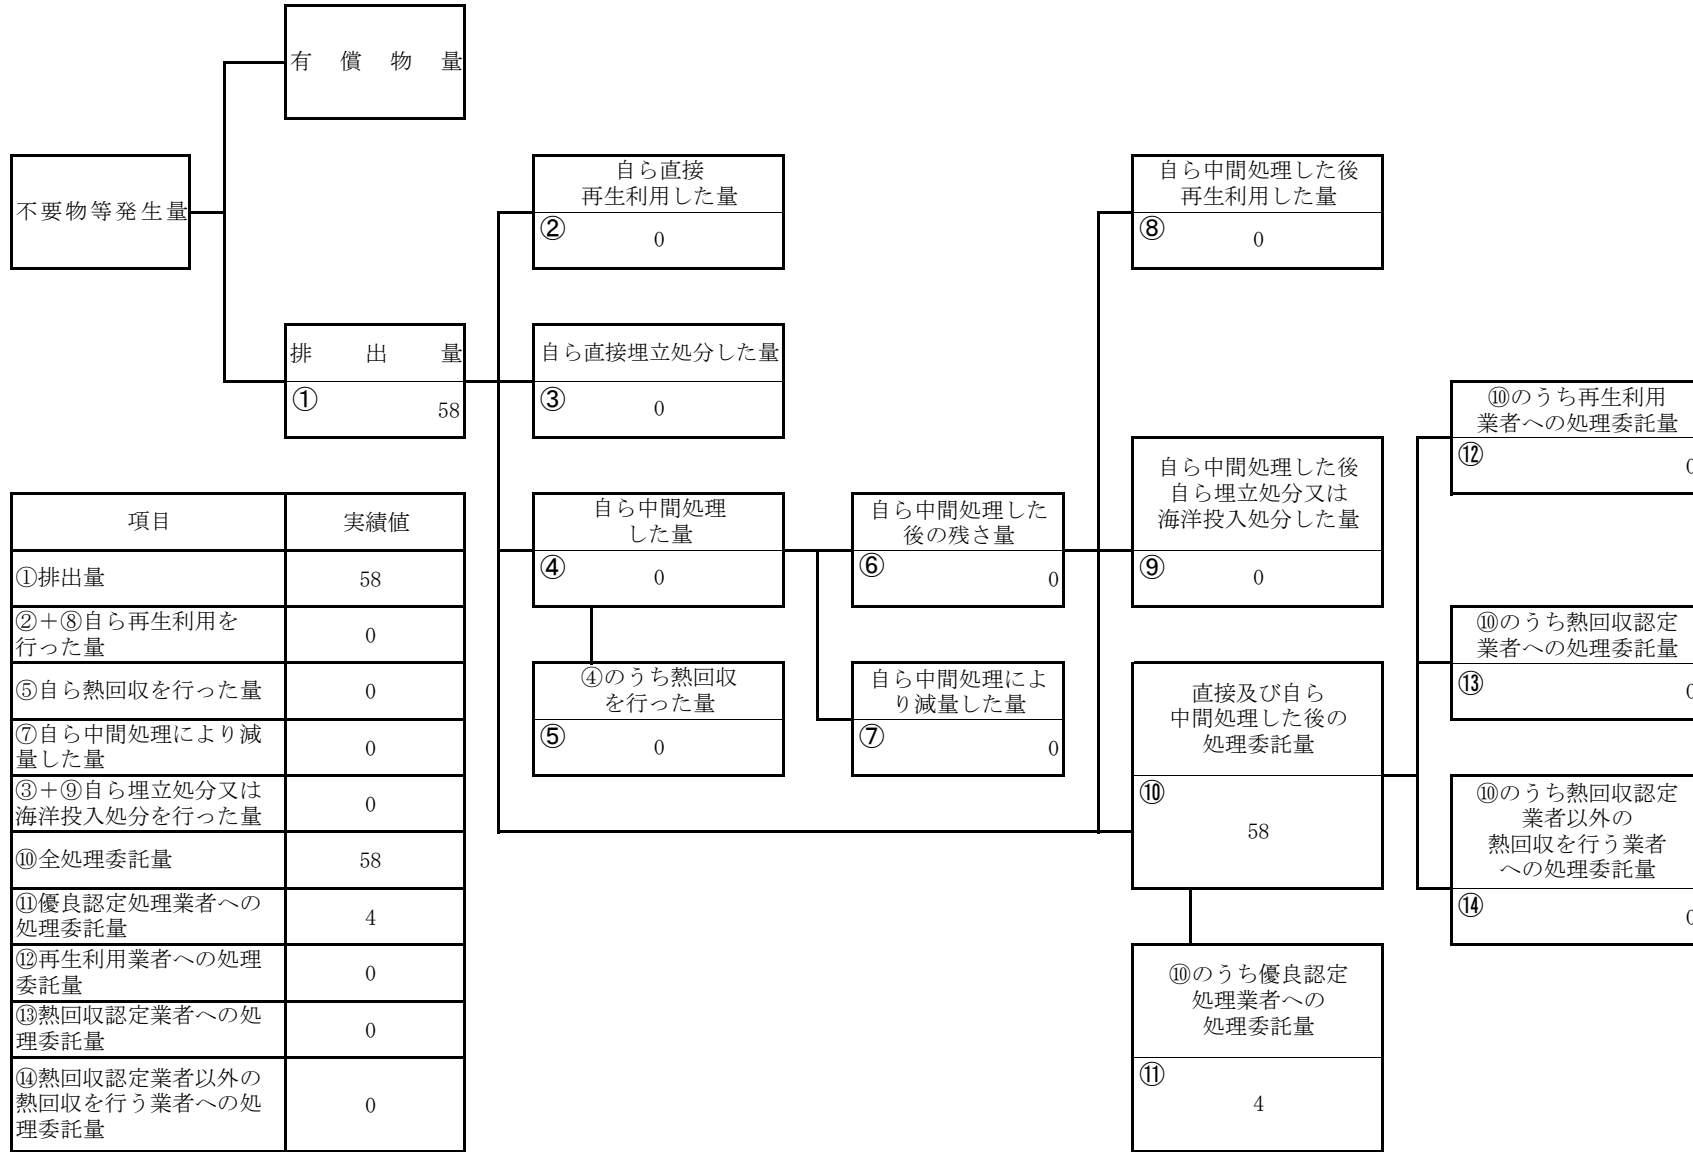 有償物量
不要物等発生量
自ら直接
再生利用した量
②
0
自ら中間処理した後
再生利用した量
⑧
0
排出量
①
58
自ら直接埋立処分した量
③
0
自ら中間処理
した量
④
0
自ら中間処理した
後の残さ量
⑥
0
自ら中間処理した後
自ら埋立処分又は
海洋投入処分した量
⑨
0
⑩のうち再生利用
業者への処理委託量
⑫
0
④のうち熱回収
を行った量
⑤
0
自ら中間処理によ
り減量した量
⑦
0
直接及び自ら
中間処理した後の
処理委託量
⑩
58
⑩のうち熱回収認定
業者への処理委託量
⑬
0
⑩のうち熱回収認定
業者以外の
熱回収を行う業者
への処理委託量
⑭
0
⑩のうち優良認定
処理業者への
処理委託量
⑪
4
項目 実績値
①排出量 58
②＋⑧自ら再生利用を
行った量 0
⑤自ら熱回収を行った量 0
⑦自ら中間処理により減
量した量 0
③＋⑨自ら埋立処分又は
海洋投入処分を行った量 0
⑩全処理委託量 58
⑪優良認定処理業者への
処理委託量 4
⑫再生利用業者への処理
委託量 0
⑬熱回収認定業者への処
理委託量 0
⑭熱回収認定業者以外の
熱回収を行う業者への処
理委託量 0